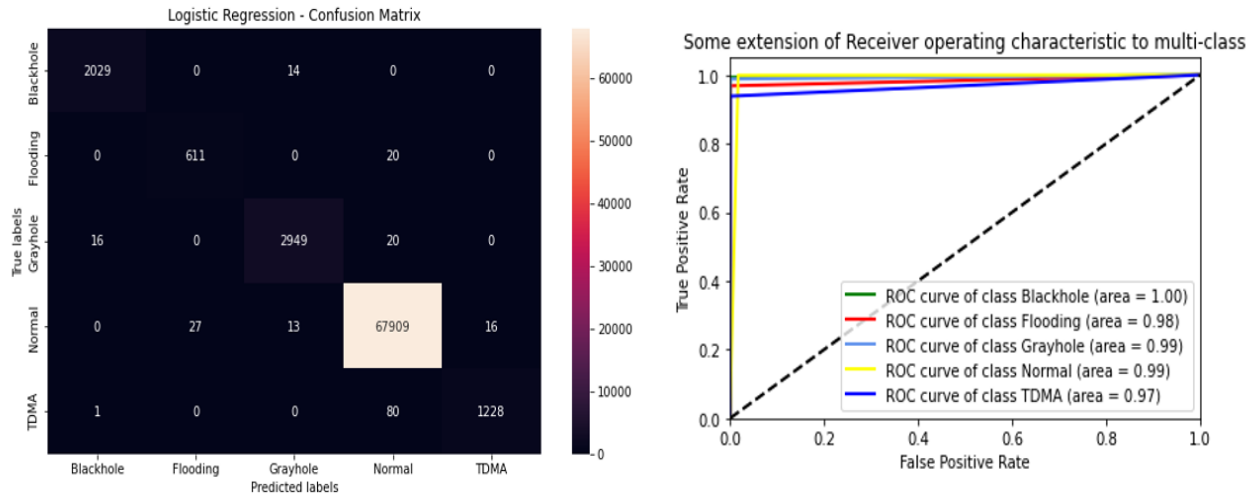 Logistic Regression - Confusion Matrix
Blackhole
2029 0 14 0 0
Flooding
0 611 0 20 0
Grayhole
16 0 2949 20 0
Normal
0 27 13 67909 16
TDMA
1 0 0 80 1228
True labels
Blackhole Flooding Grayhole Normal TDMA
Predicted labels
60000
50000
40000
30000
20000
10000
0
Some extension of Receiver operating characteristic to multi-class
True Positive Rate
1.0
0.8
0.6
0.4
0.2
0.0
ROC curve of class Blackhole (area = 1.00)
ROC curve of class Flooding (area = 0.98)
ROC curve of class Grayhole (area = 0.99)
ROC curve of class Normal (area = 0.99)
ROC curve of class TDMA (area = 0.97)
0.0 0.2 0.4 0.6 0.8 1.0
False Positive Rate